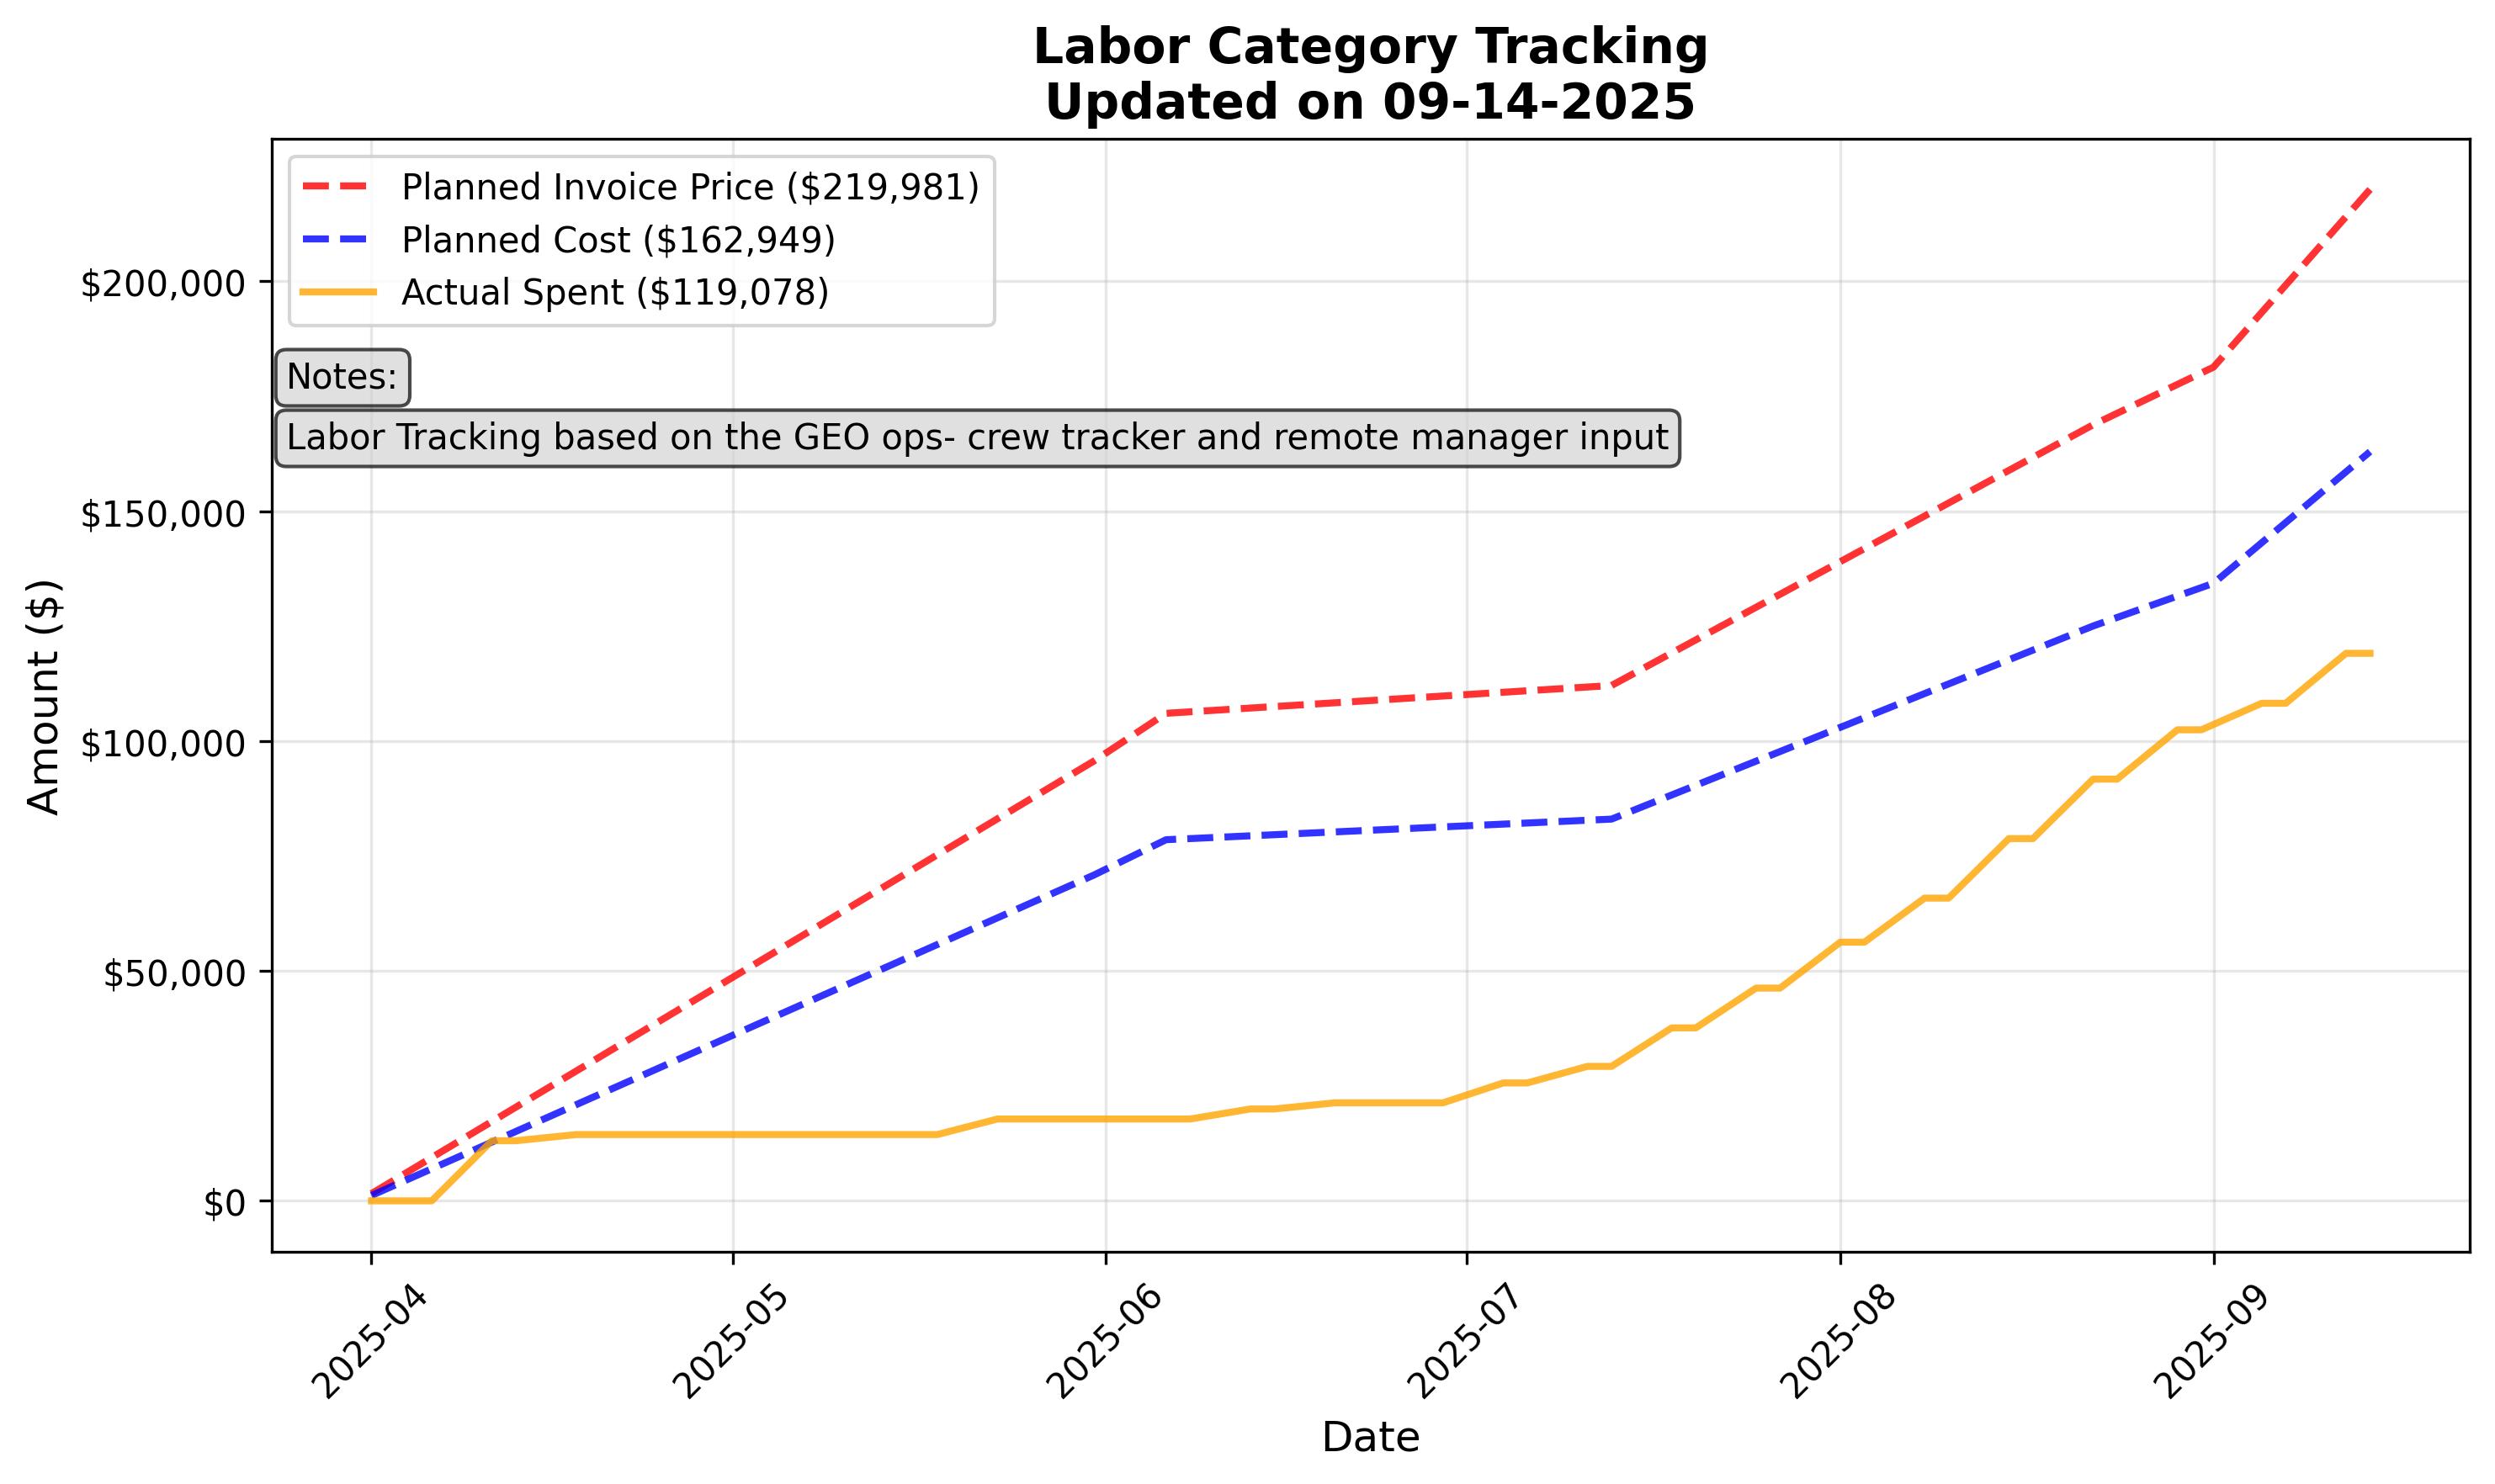 Labor Category Tracking
Updated on 09-14-2025
Planned Invoice Price ($219,981)
Planned Cost ($162,949)
Actual Spent ($119,078)
Notes:
Labor Tracking based on the GEO ops- crew tracker and remote manager input
Amount ($)
$200,000
$150,000
$100,000
$50,000
$0
2025-04
2025-05
2025-06
2025-07
2025-08
2025-09
Date